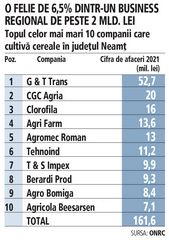 O FELIE DE 6,5% DINTR-UN BUSINESS
REGIONAL DE PESTE 2 MLD. LEI
Topul celor mai mari 10 companii care
cultivă cereale în județul Neamț
Poz. Compania Cifra de afaceri 2021
(mil. lei)
1 G & T Trans 52,7
2 CGC Agria 20
3 Clorofila 16
4 Agri Farm 13,6
5 Agromec Roman 13
6 Tehnoind 11,2
7 T & S Impex 9,9
8 Berardi Prod 9,3
9 Agro Bomiga 8,4
10 Agricola Beesarsen 7,1
TOTAL 161,6
SURSA: ONRC